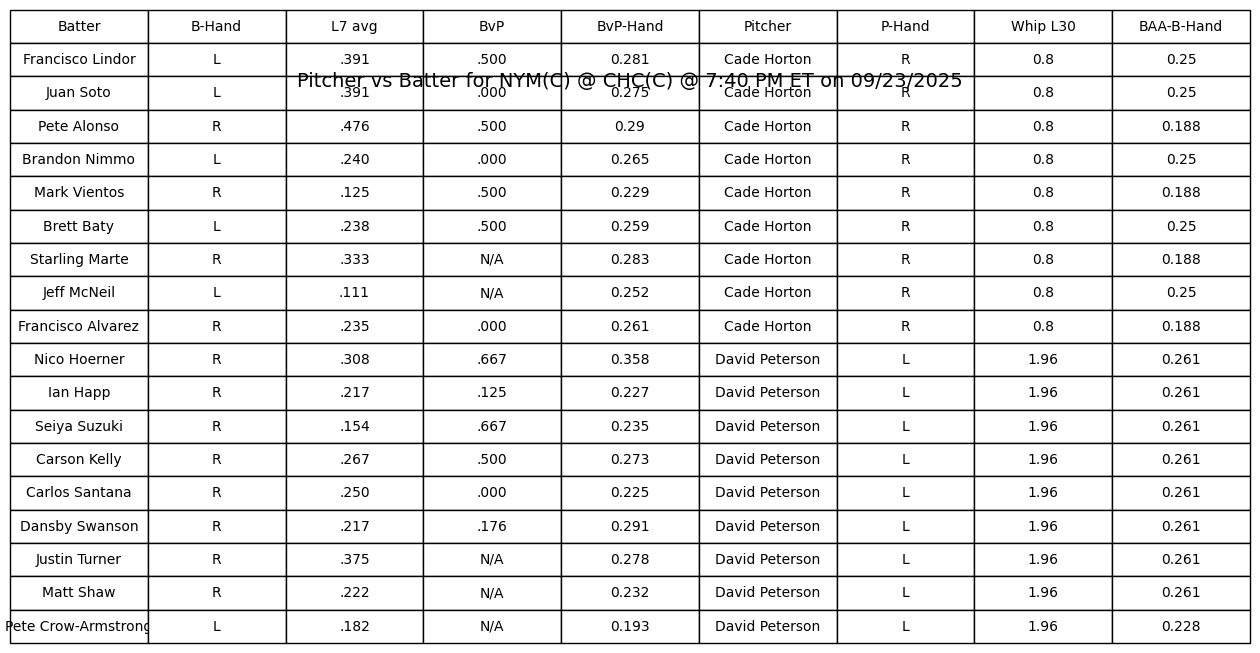 Batter B-Hand L7 avg BvP BvP-Hand Pitcher P-Hand Whip L30 BAA-B-Hand
Francisco Lindor L .391 .500 0.281 Cade Horton R 0.8 0.25
Pitcher vs Batter for NYM(C) @ CHC(C) @ 7:40 PM ET on 09/23/2025
Juan Soto L .391 .000 0.275 Cade Horton R 0.8 0.25
Pete Alonso R .476 .500 0.29 Cade Horton R 0.8 0.188
Brandon Nimmo L .240 .000 0.265 Cade Horton R 0.8 0.25
Mark Vientos R .125 .500 0.229 Cade Horton R 0.8 0.188
Brett Baty L .238 .500 0.259 Cade Horton R 0.8 0.25
Starling Marte R .333 N/A 0.283 Cade Horton R 0.8 0.188
Jeff McNeil L .111 N/A 0.252 Cade Horton R 0.8 0.25
Francisco Alvarez R .235 .000 0.261 Cade Horton R 0.8 0.188
Nico Hoerner R .308 .667 0.358 David Peterson L 1.96 0.261
Ian Happ R .217 .125 0.227 David Peterson L 1.96 0.261
Seiya Suzuki R .154 .667 0.235 David Peterson L 1.96 0.261
Carson Kelly R .267 .500 0.273 David Peterson L 1.96 0.261
Carlos Santana R .250 .000 0.225 David Peterson L 1.96 0.261
Dansby Swanson R .217 .176 0.291 David Peterson L 1.96 0.261
Justin Turner R .375 N/A 0.278 David Peterson L 1.96 0.261
Matt Shaw R .222 N/A 0.232 David Peterson L 1.96 0.261
Pete Crow-Armstrong L .182 N/A 0.193 David Peterson L 1.96 0.228